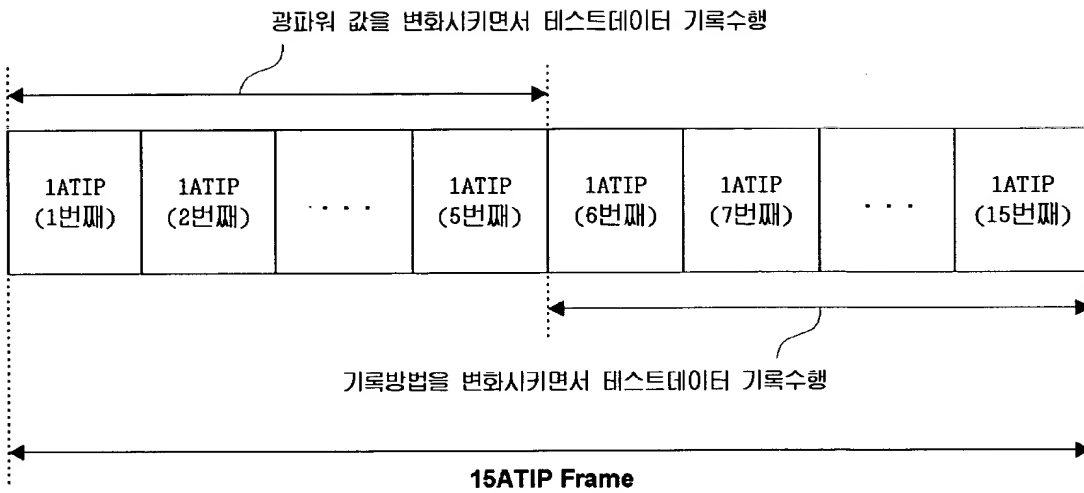 광파워 값을 변화시키면서 테스트데이터 기록수행
1ATIP
(1번째)
1ATIP
(2번째)
. . . .
1ATIP
(5번째)
1ATIP
(6번째)
1ATIP
(7번째)
. . .
1ATIP
(15번째)
기록방법을 변화시키면서 테스트데이터 기록수행
15ATIP Frame